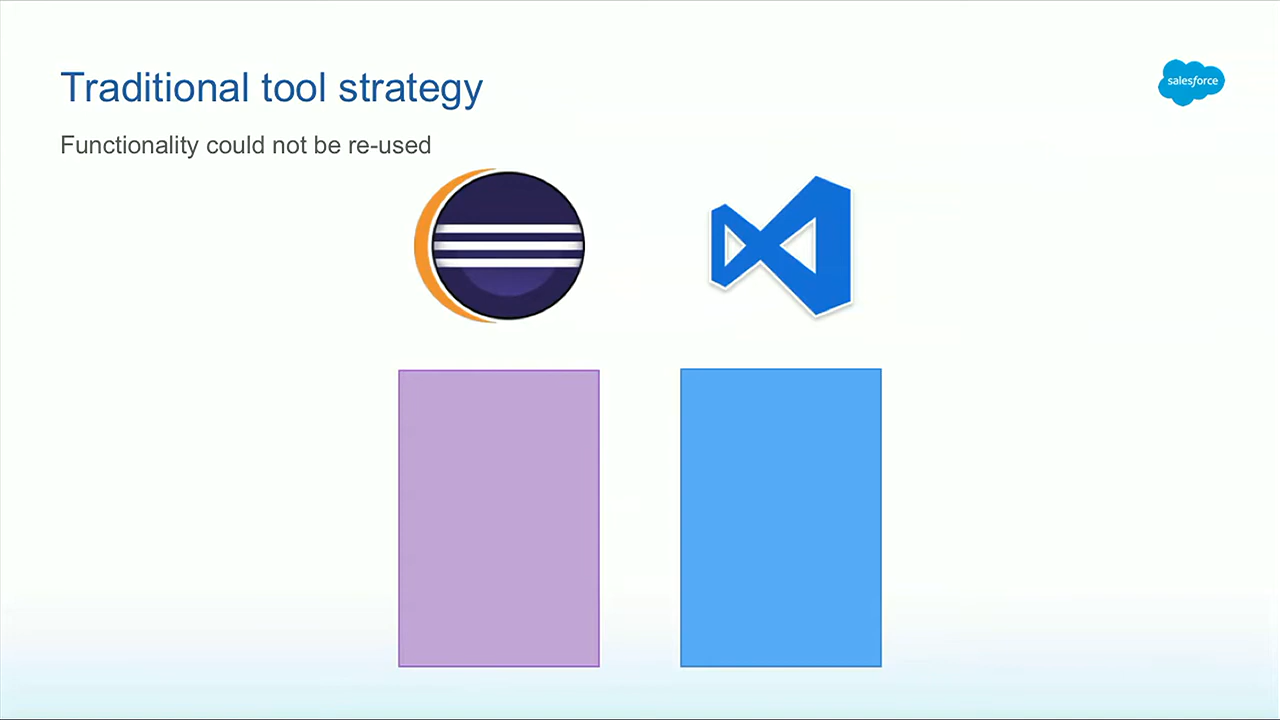 Traditional tool strategy
salesforce
Functionality could not be re-used